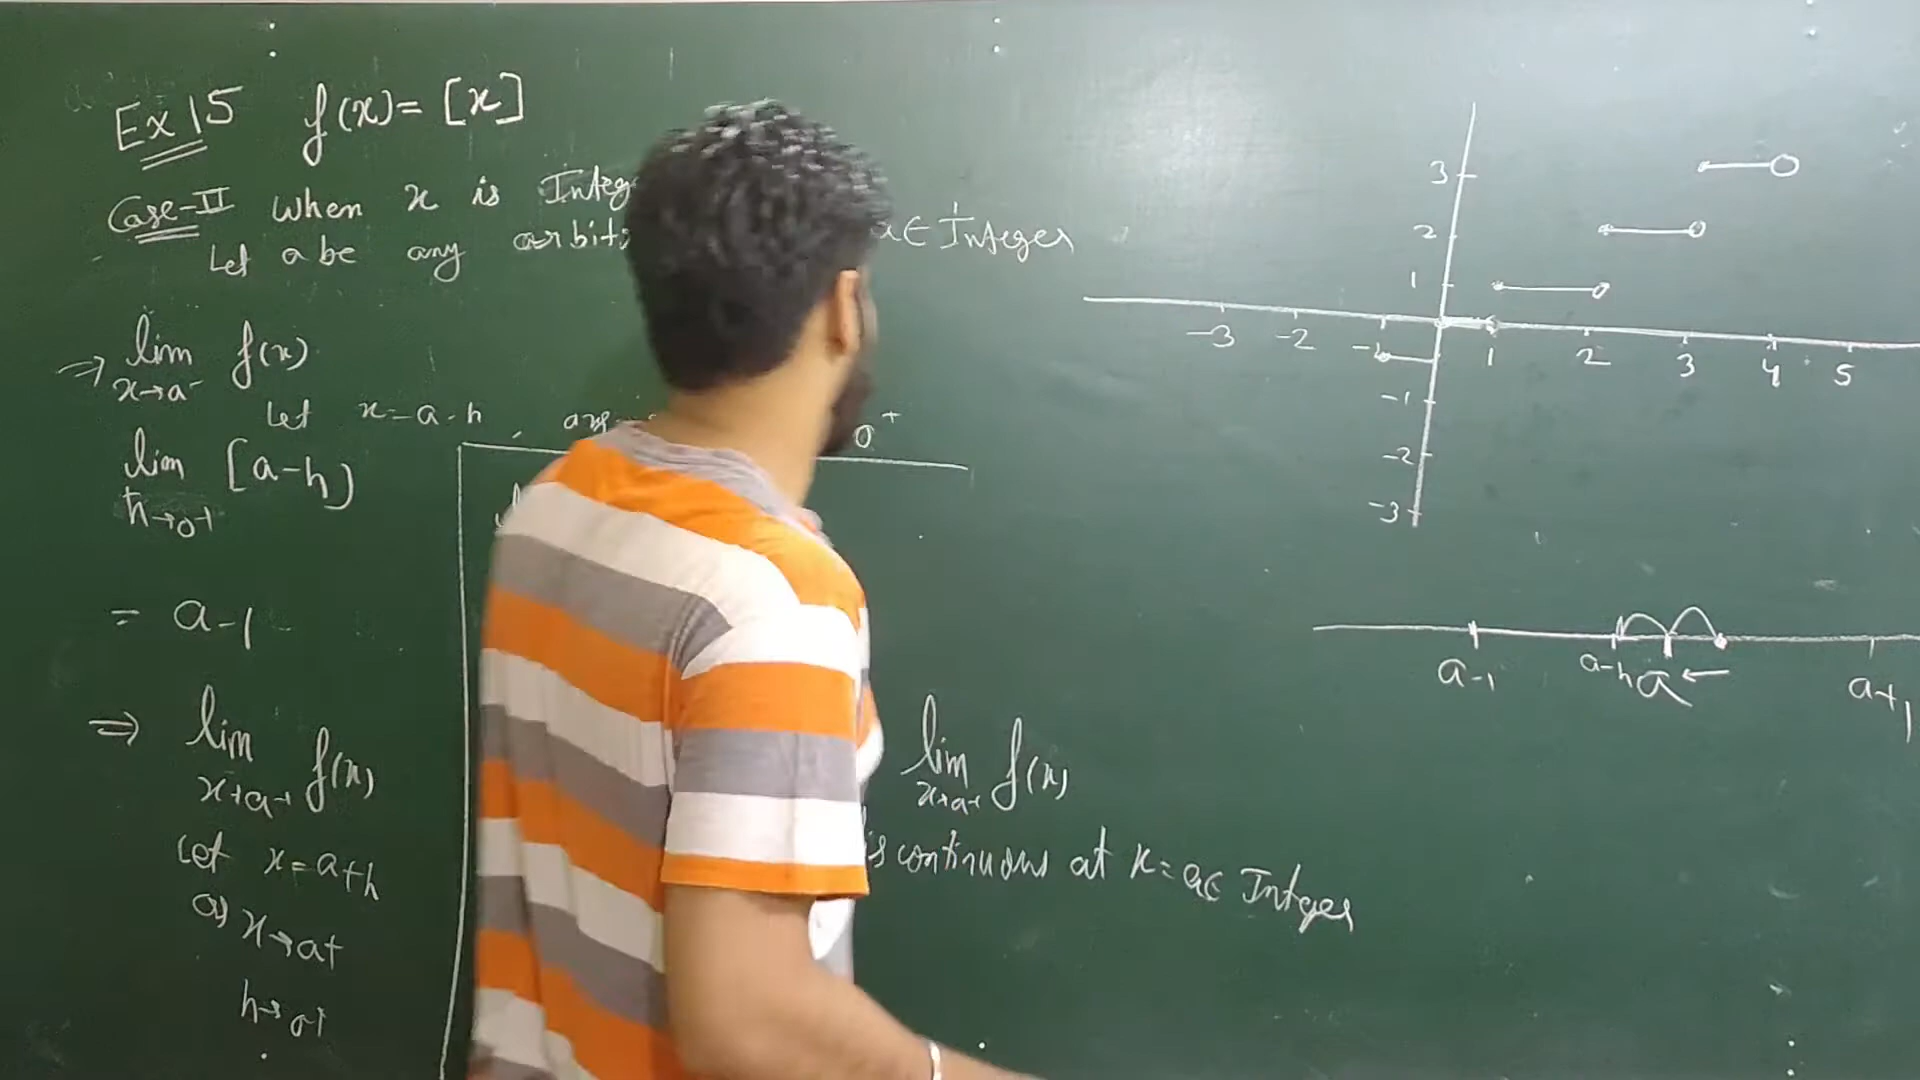 Ex 15 f(x) = [x]
Case-II When x is
Let a be any a ∈ Integer
⇒ lim f(x)
x→a-
Let x = a-h , 0+
lim [a-h)
h→0+
= a-1
⇒ lim f(x)
x→a+
Let x = a+h
as x→a+
h→0+
lim f(x)
x→a+
is continuous at x = a ∈ Integer
3
2
1
-3 -2 -1 1 2 3 4 5
-1
-2
-3
a-1 a-h a ← a+1